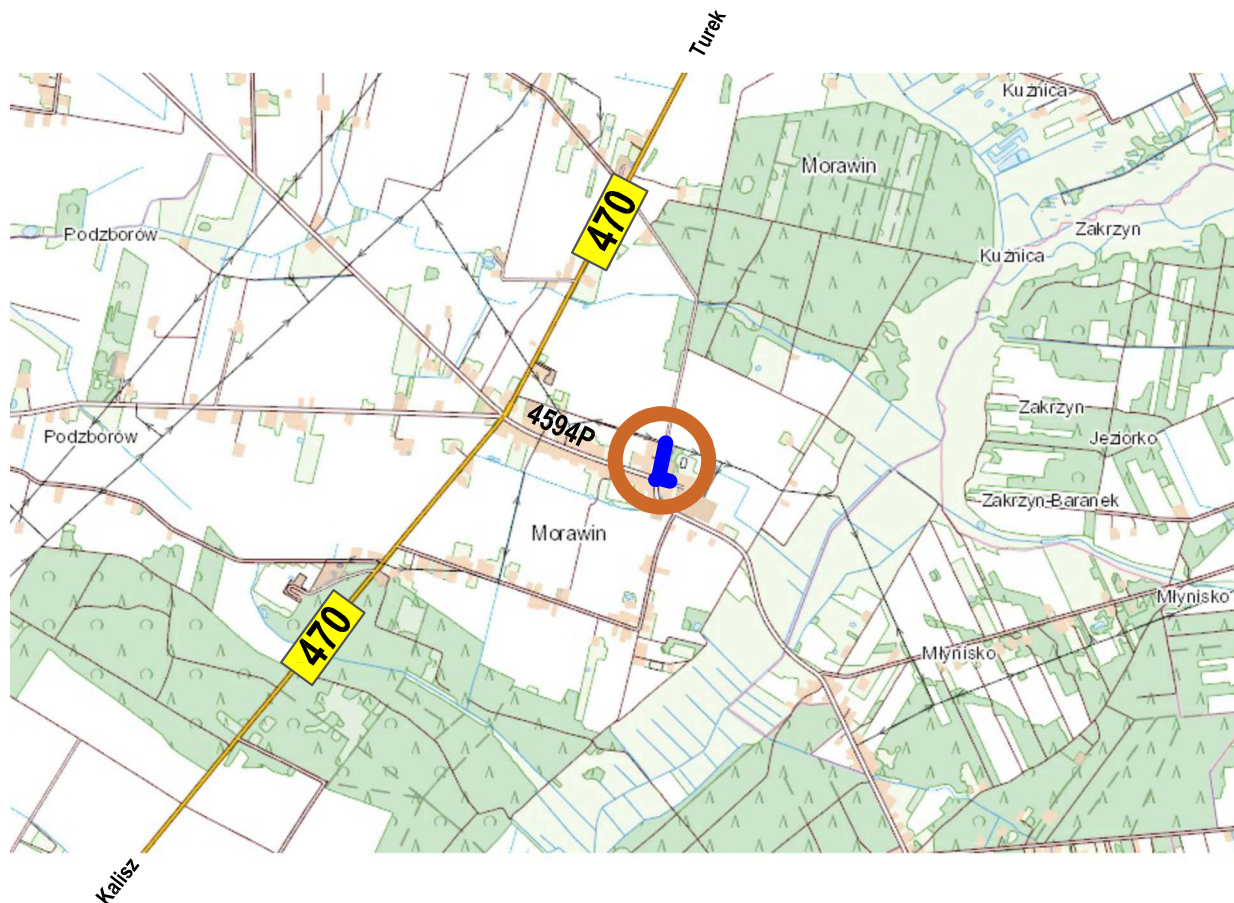 Turek
Kuźnica
Morawin
470
Podzborów
Zakrzyn
Kuźnica
4594P
Zakrzyn
Podzborów
Jeziorko
Zakrzyn-Baranek
Morawin
Młynisko
470
Młynisko
Kalisz